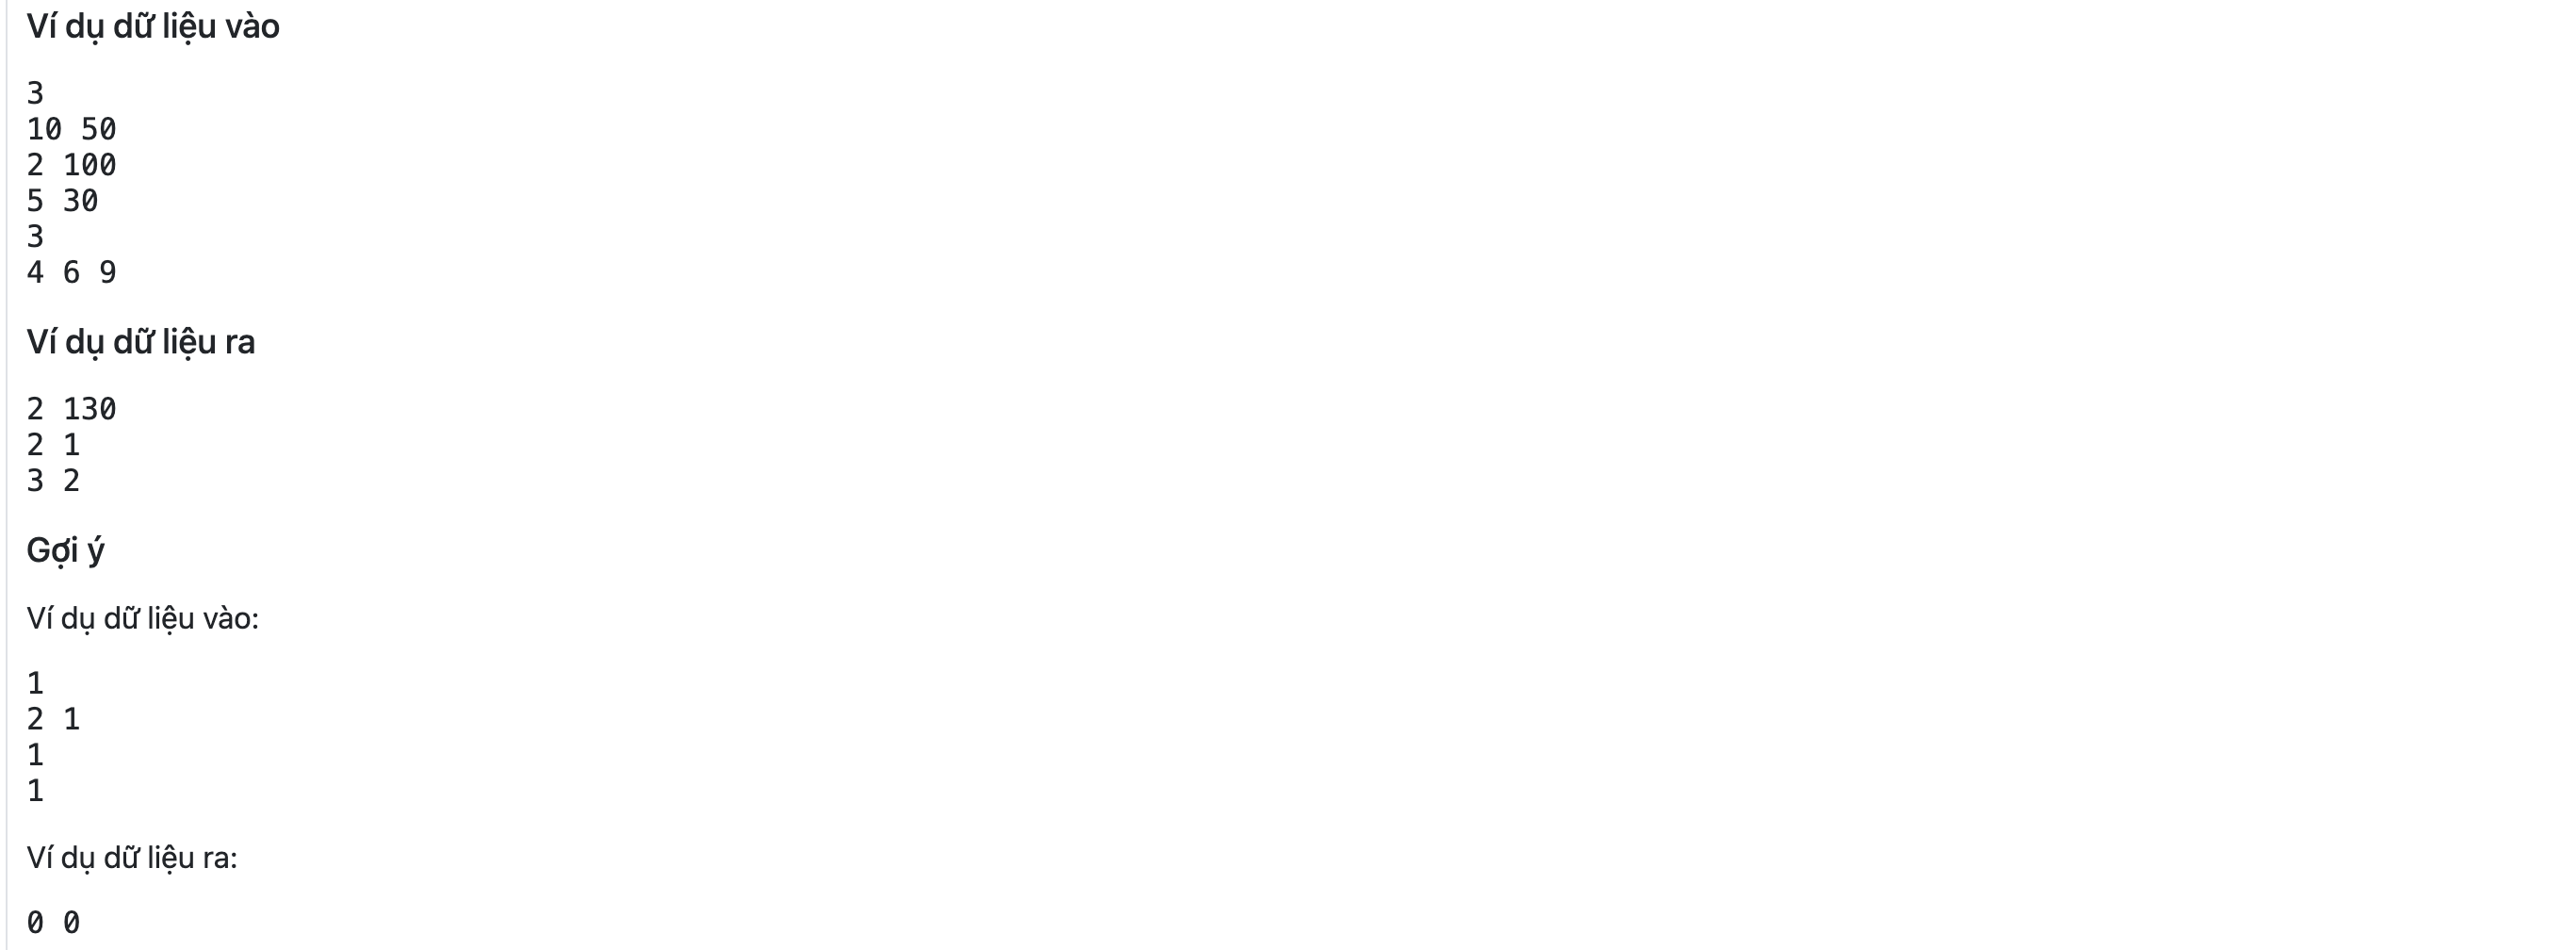 Ví dụ dữ liệu vào
3
10 50
2 100
5 30
3
4 6 9
Ví dụ dữ liệu ra
2 130
2 1
3 2
Gợi ý
Ví dụ dữ liệu vào:
1
2 1
1
1
Ví dụ dữ liệu ra:
0 0